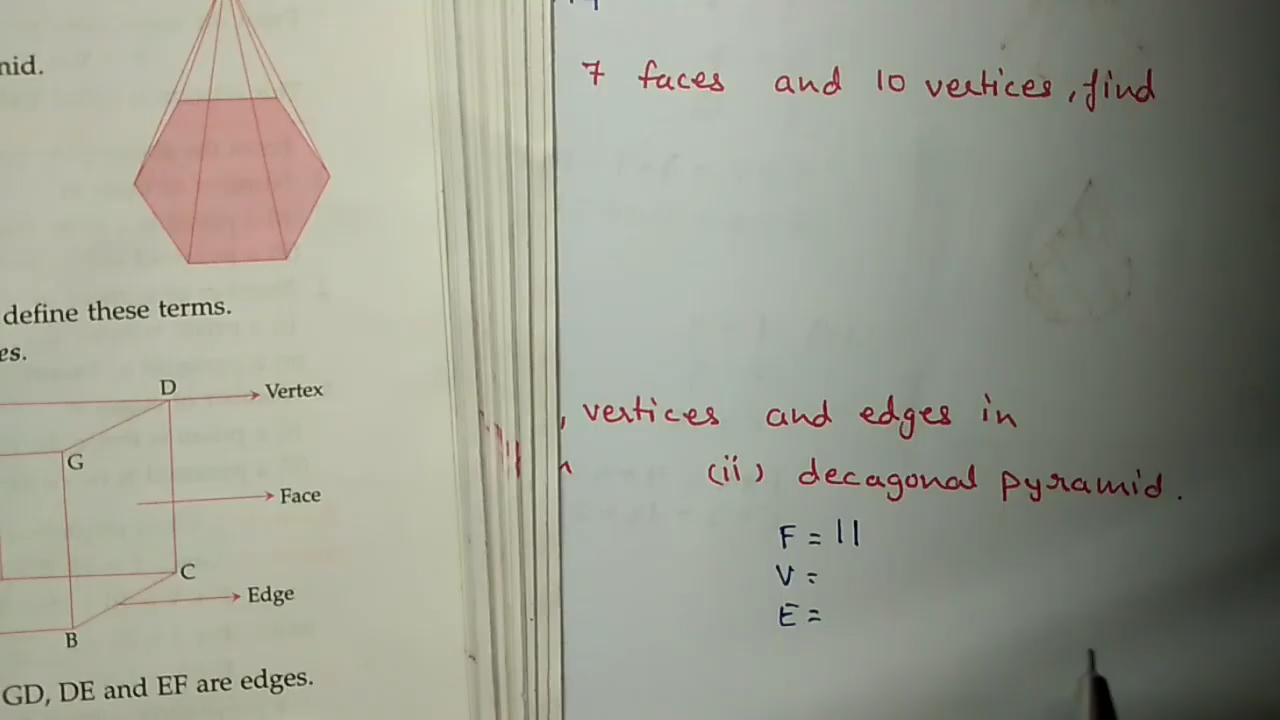 mid.
define these terms.
es.
D
Vertex
G
Face
C
Edge
B
GD, DE and EF are edges.
7 faces and 10 vertices, find
, vertices and edges in
(ii) decagonal pyramid.
F = 11
V =
E =